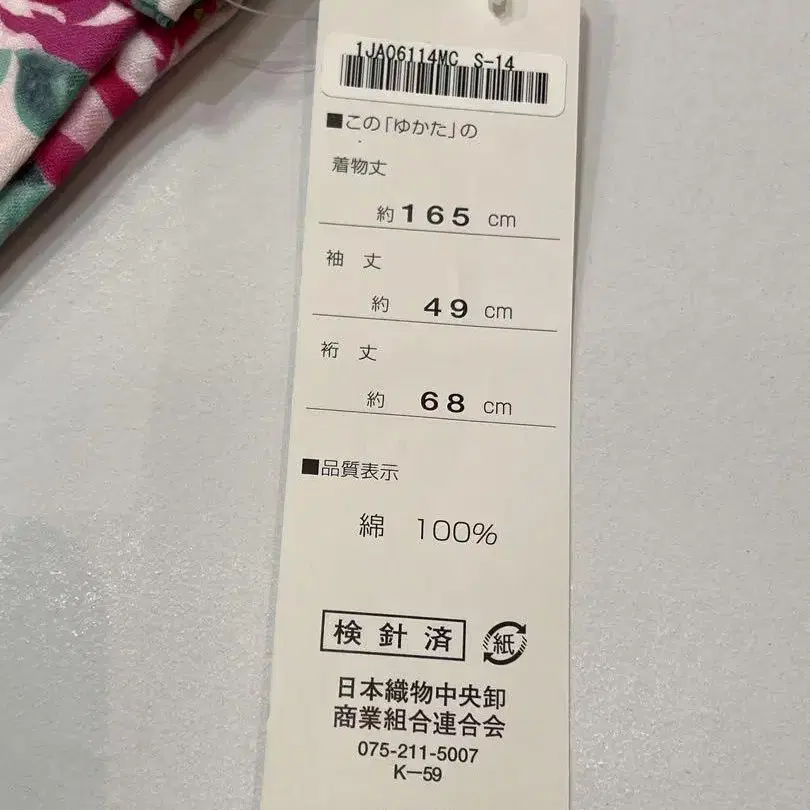 1JA06114MC S-14
■この「ゆかた」の
着物丈
約165 cm
袖 丈
約 49 cm
裄 丈
約 68 cm
■品質表示
綿 100%
検針済
紙
日本織物中央卸
商業組合連合会
075-211-5007
K-59